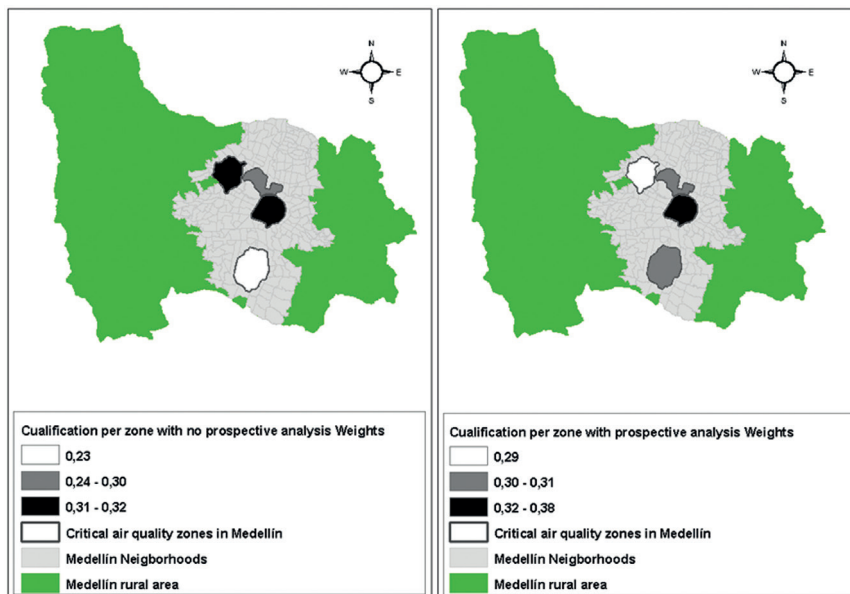 N
W E
S
Cualification per zone with no prospective analysis Weights
0,23
0,24 - 0,30
0,31 - 0,32
Critical air quality zones in Medellín
Medellín Neigborhoods
Medellín rural area
N
W E
S
Cualification per zone with prospective analysis Weights
0,29
0,30 - 0,31
0,32 - 0,38
Critical air quality zones in Medellín
Medellín Neigborhoods
Medellín rural area